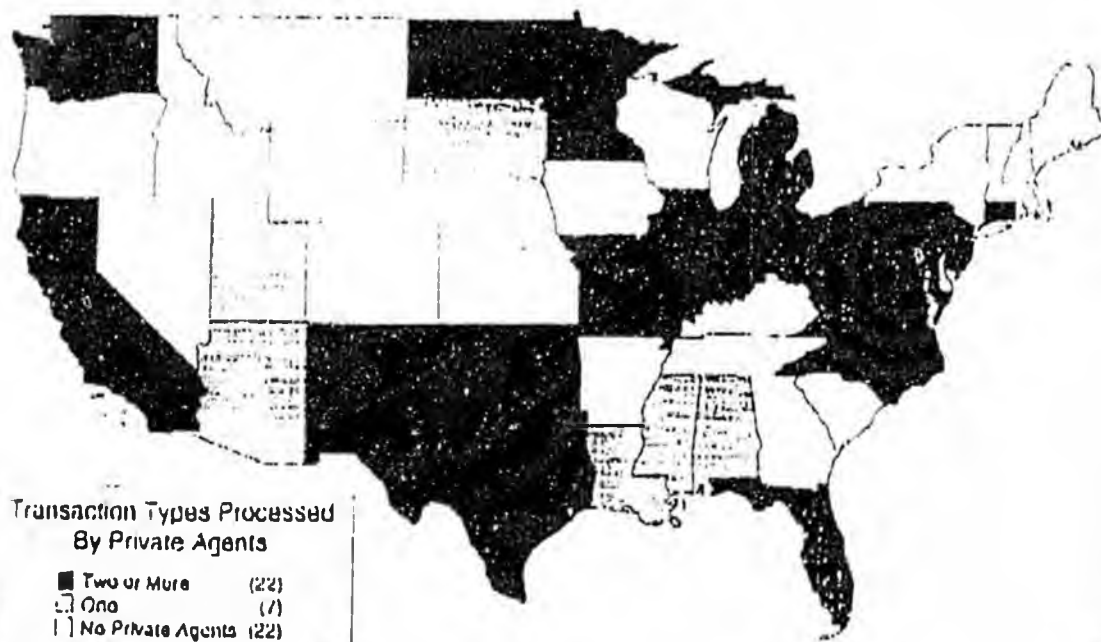 Transaction Types Processed
By Private Agents
Two or More (22)
One (7)
No Private Agents (22)